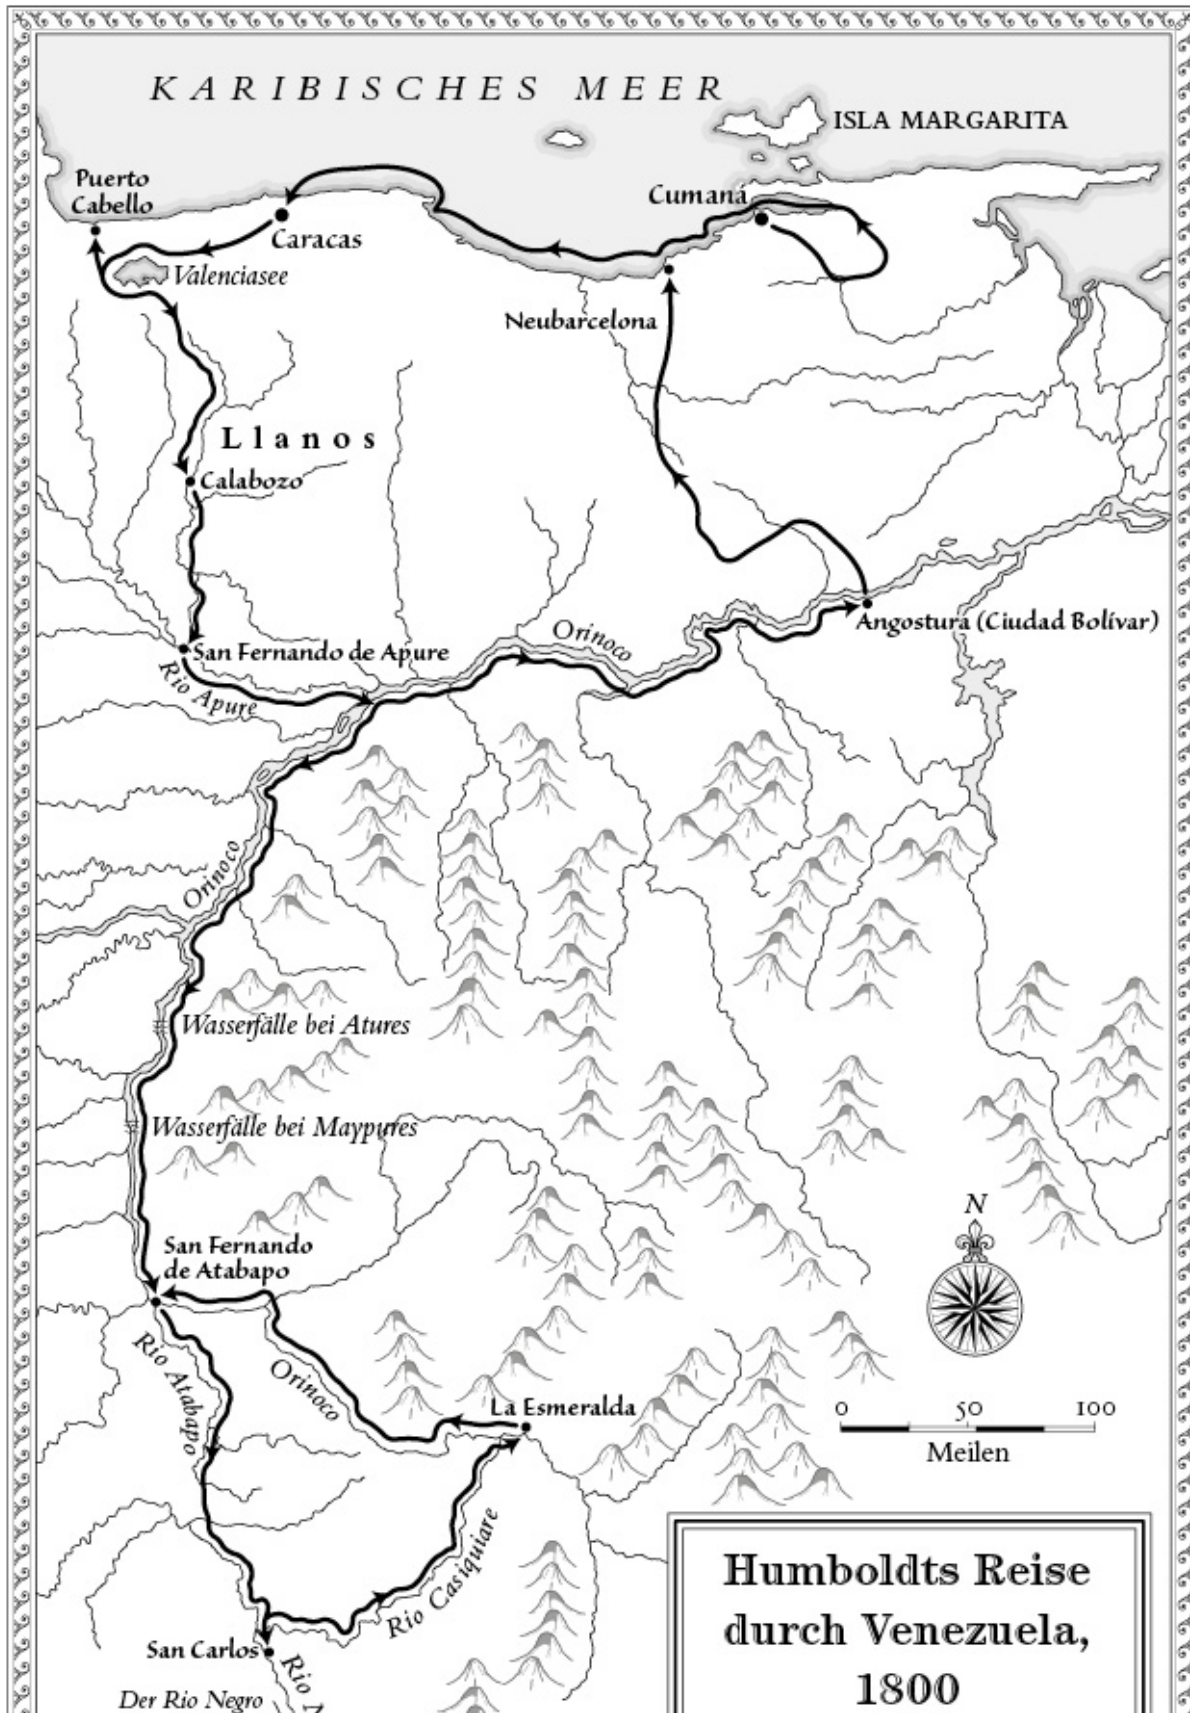 KARIBISCHES MEER
ISLA MARGARITA
Puerto
Cabello
Cumaná
Caracas
Valenciasee
Neubarcelona
Llanos
Calabozo
Angostura (Ciudad Bolívar)
Orinoco
San Fernando de Apure
Rio Apure
Orinoco
Wasserfälle bei Atures
Wasserfälle bei Maypures
N
San Fernando
de Atabapo
Rio Atabapo
Orinoco
La Esmeralda
0 50 100
Meilen
Rio Casiquiare
San Carlos
Rio
Der Rio Negro
Humboldts Reise
durch Venezuela,
1800